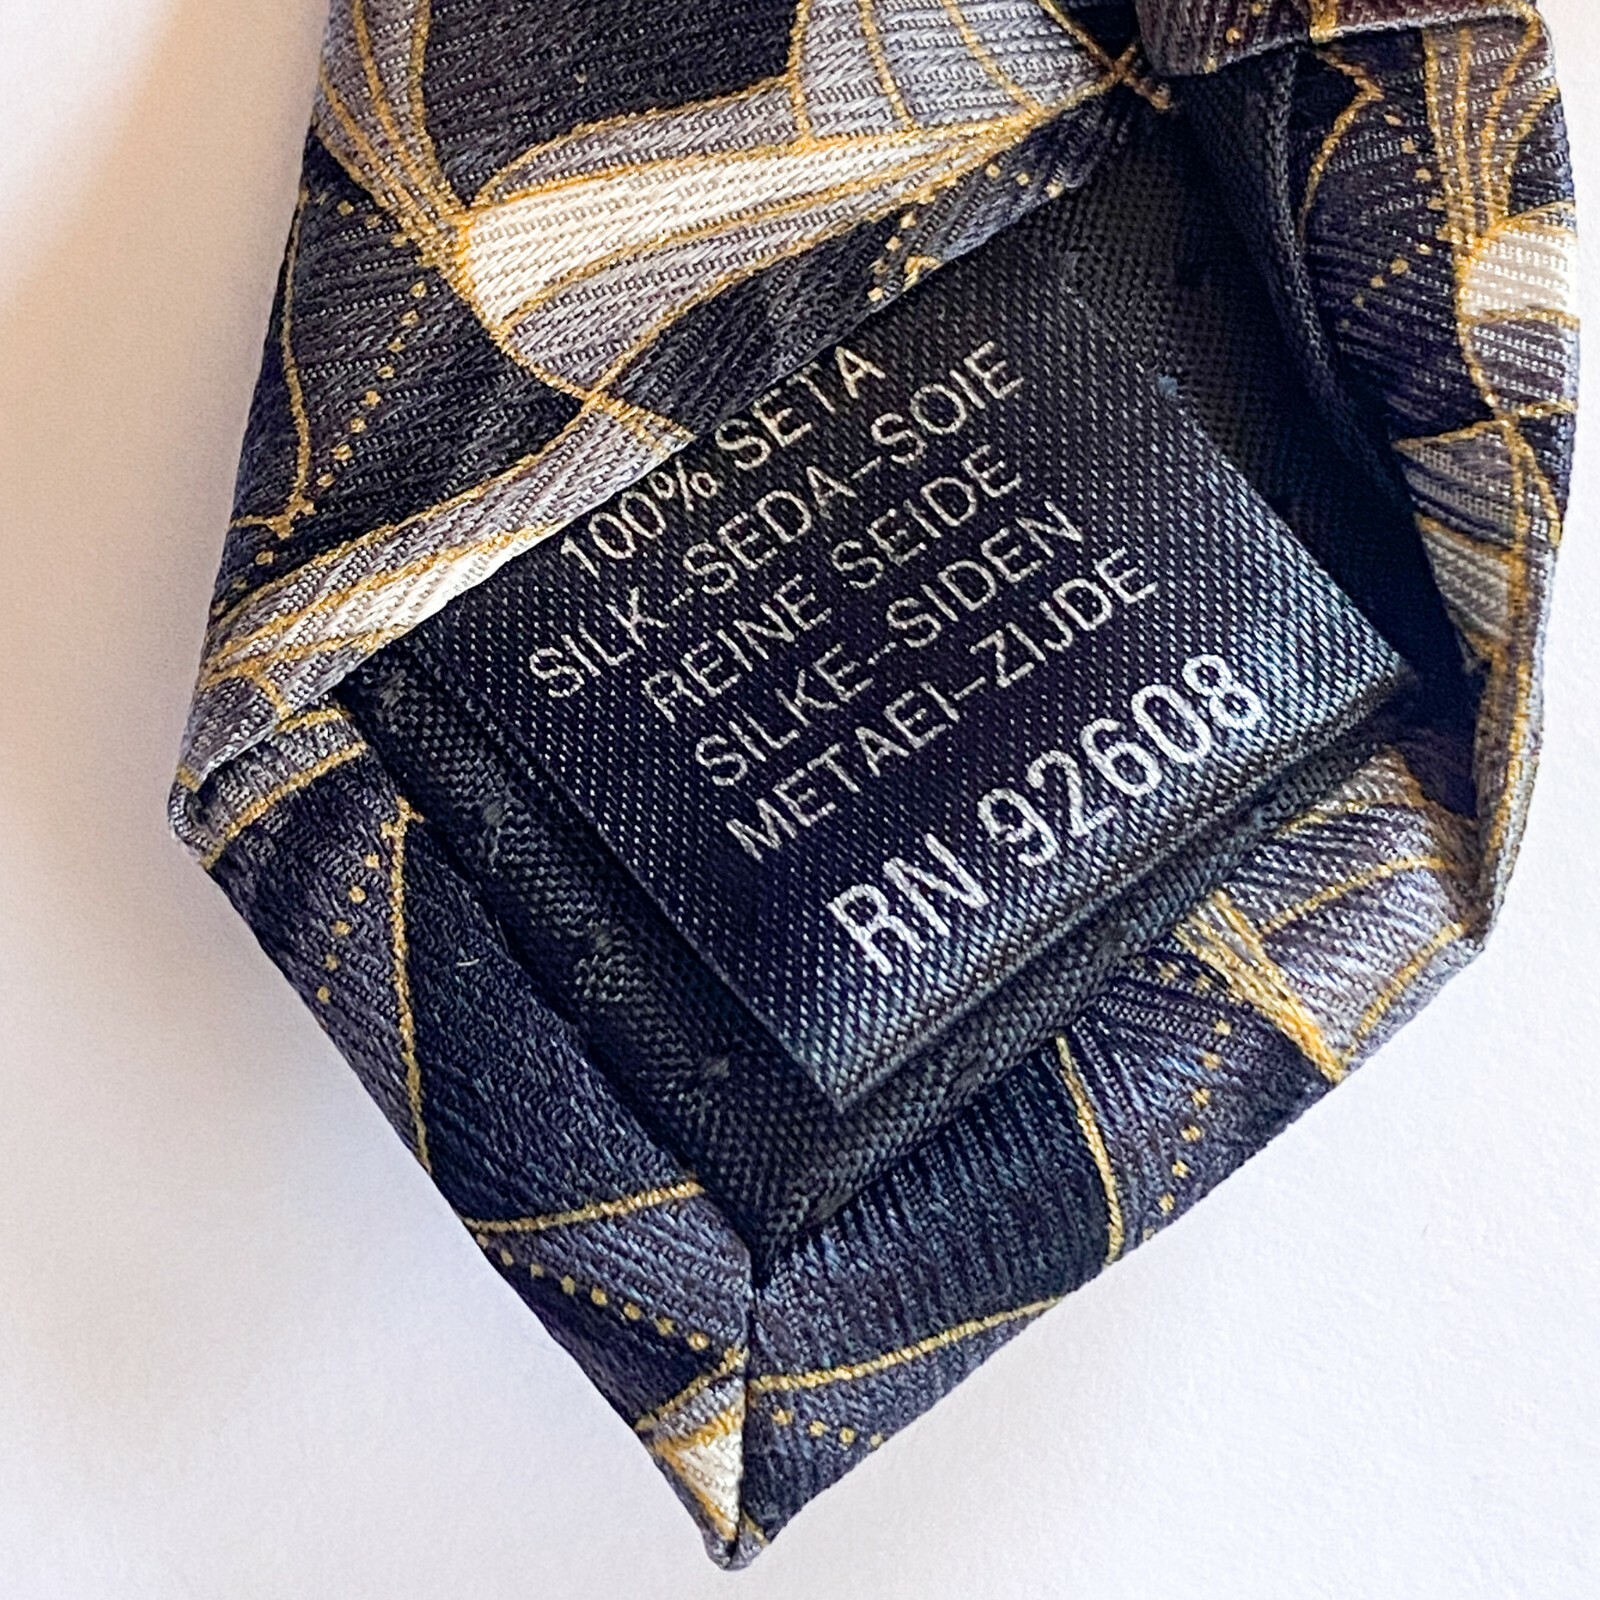 100% SETA
SILK-SEDA-SOIE
REINE SEIDE
SILKE-SIDEN
METAEI-ZIJDE
RN 92608